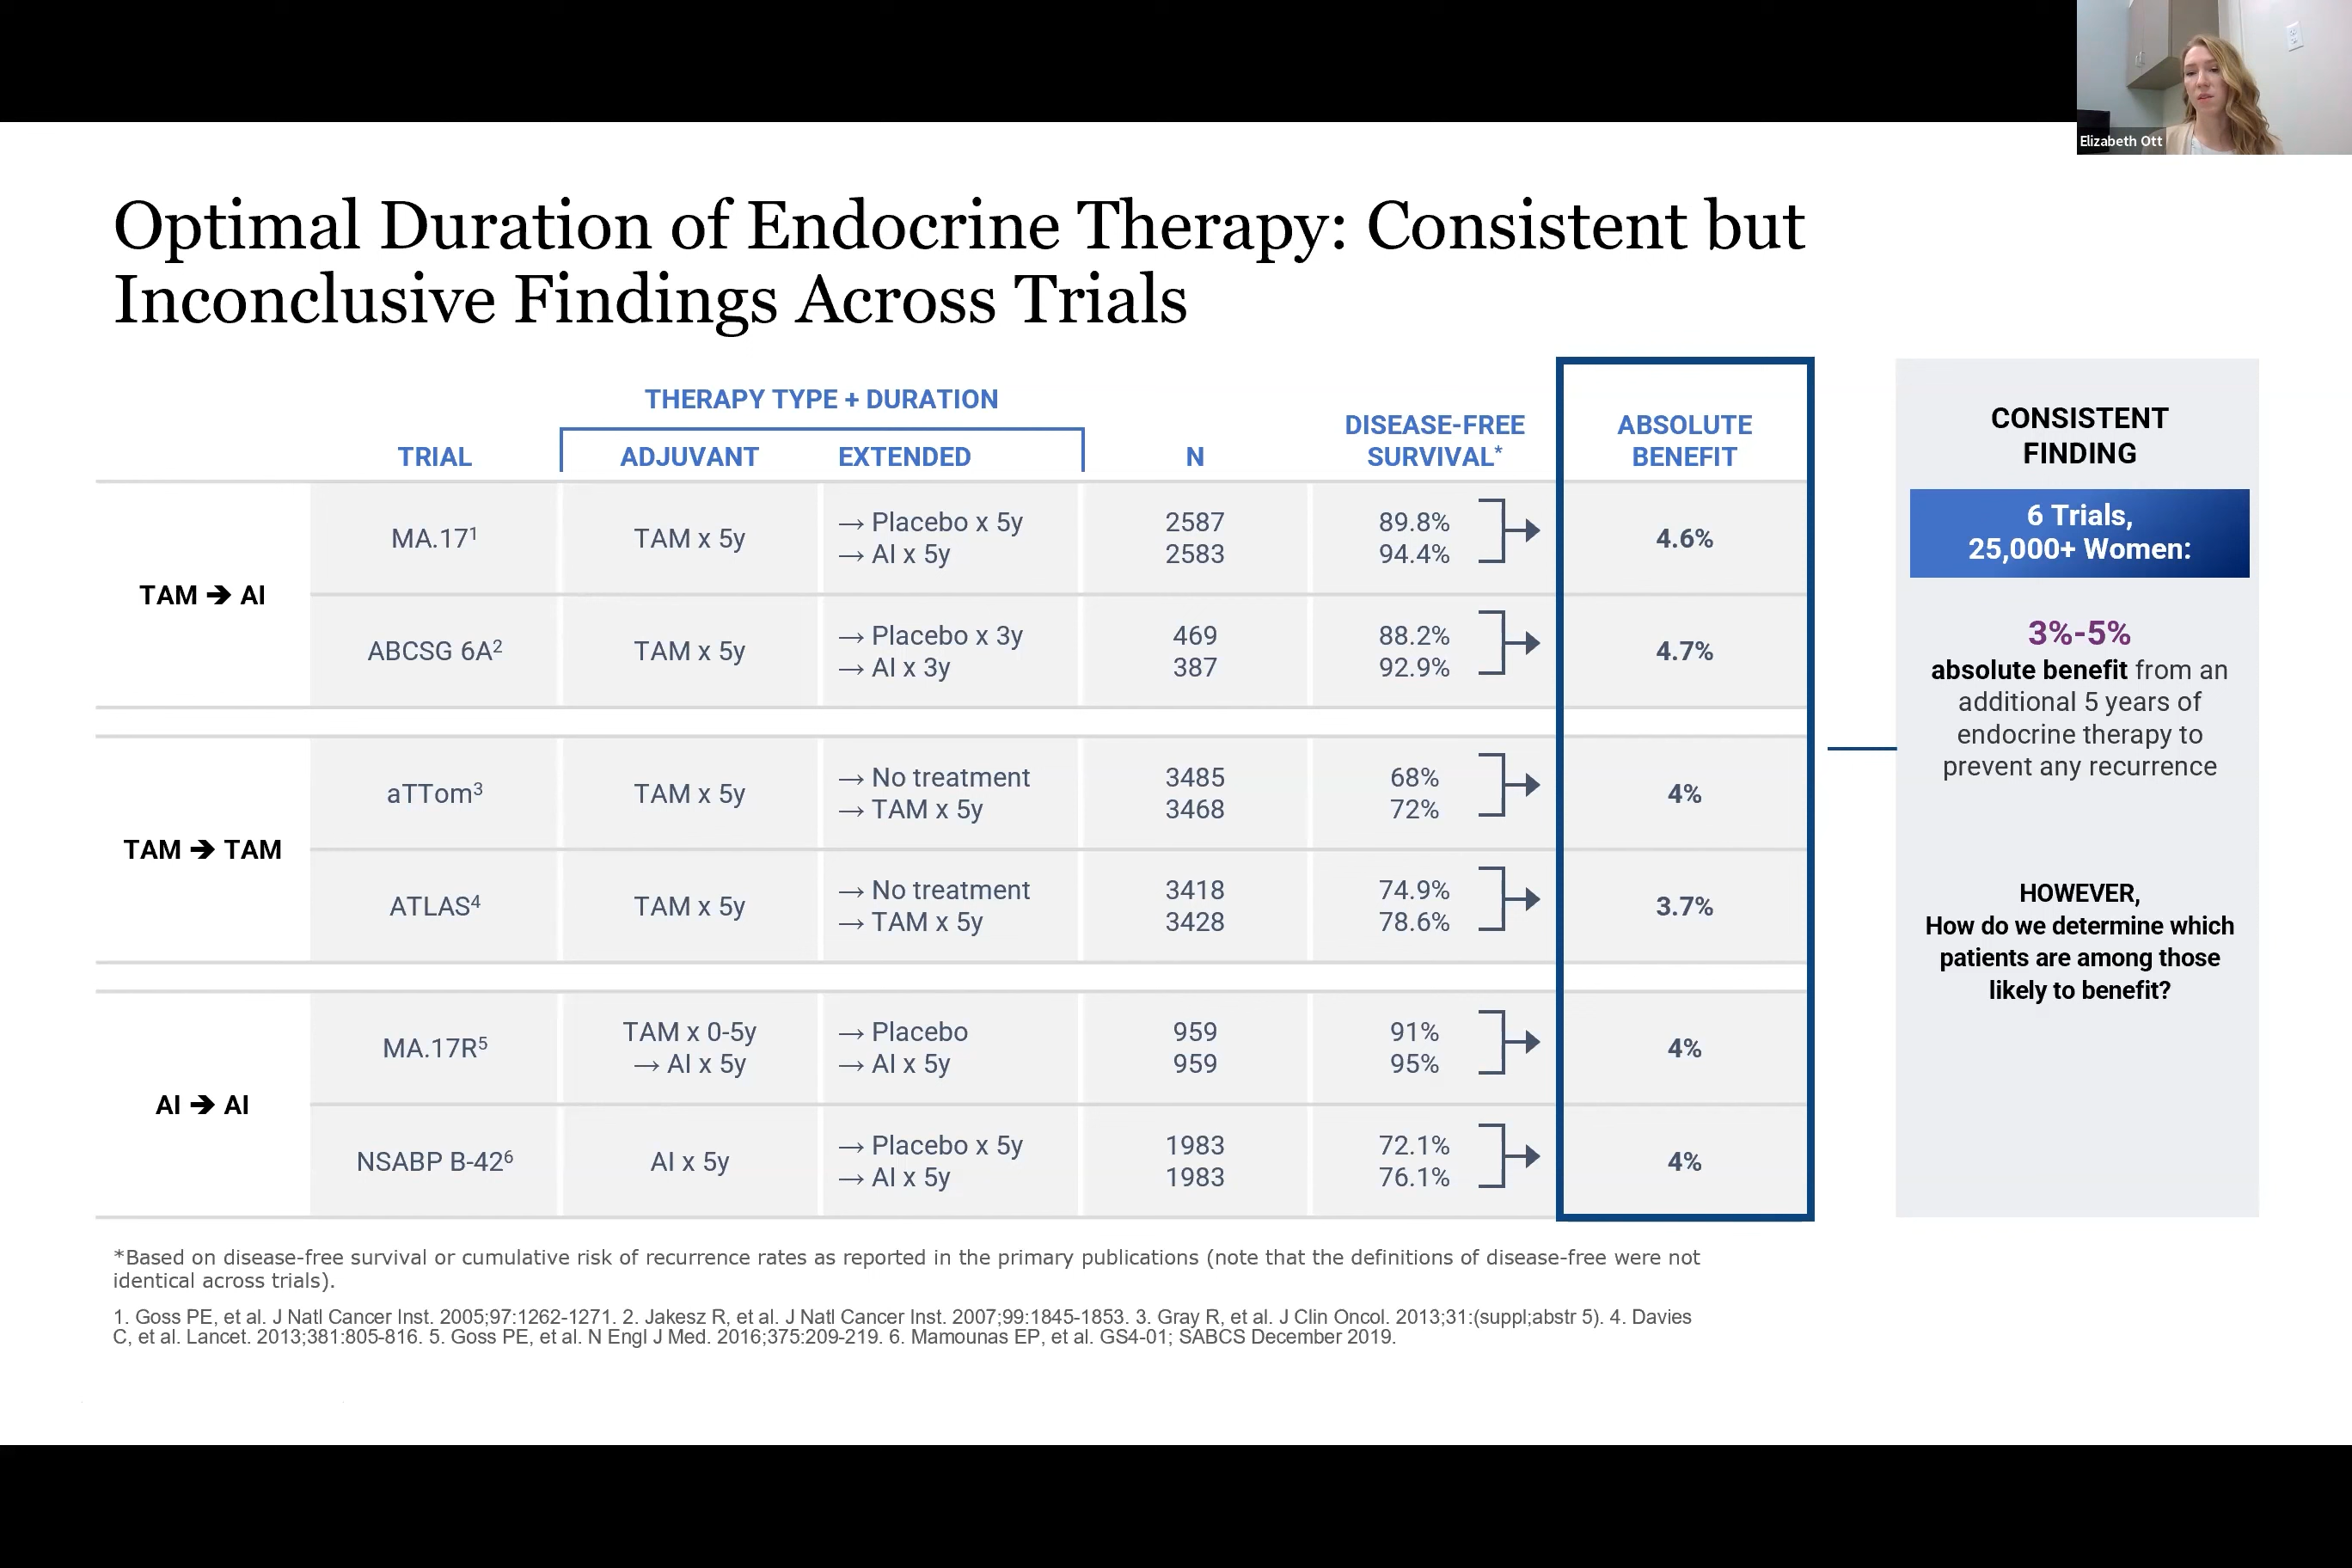 Elizabeth Ott
Optimal Duration of Endocrine Therapy: Consistent but
Inconclusive Findings Across Trials
THERAPY TYPE + DURATION
TRIAL ADJUVANT EXTENDED N DISEASE-FREE SURVIVAL* ABSOLUTE BENEFIT
TAM ➔ AI
MA.17¹ TAM x 5y → Placebo x 5y 2587 89.8% 4.6%
→ AI x 5y 2583 94.4%
ABCSG 6A² TAM x 5y → Placebo x 3y 469 88.2% 4.7%
→ AI x 3y 387 92.9%
TAM ➔ TAM
aTTom³ TAM x 5y → No treatment 3485 68% 4%
→ TAM x 5y 3468 72%
ATLAS⁴ TAM x 5y → No treatment 3418 74.9% 3.7%
→ TAM x 5y 3428 78.6%
AI ➔ AI
MA.17R⁵ TAM x 0-5y → Placebo 959 91% 4%
→ AI x 5y → AI x 5y 959 95%
NSABP B-42⁶ AI x 5y → Placebo x 5y 1983 72.1% 4%
→ AI x 5y 1983 76.1%
CONSISTENT
FINDING
6 Trials,
25,000+ Women:
3%-5%
absolute benefit from an
additional 5 years of
endocrine therapy to
prevent any recurrence
HOWEVER,
How do we determine which
patients are among those
likely to benefit?
*Based on disease-free survival or cumulative risk of recurrence rates as reported in the primary publications (note that the definitions of disease-free were not
identical across trials).
1. Goss PE, et al. J Natl Cancer Inst. 2005;97:1262-1271. 2. Jakesz R, et al. J Natl Cancer Inst. 2007;99:1845-1853. 3. Gray R, et al. J Clin Oncol. 2013;31:(suppl;abstr 5). 4. Davies
C, et al. Lancet. 2013;381:805-816. 5. Goss PE, et al. N Engl J Med. 2016;375:209-219. 6. Mamounas EP, et al. GS4-01; SABCS December 2019.